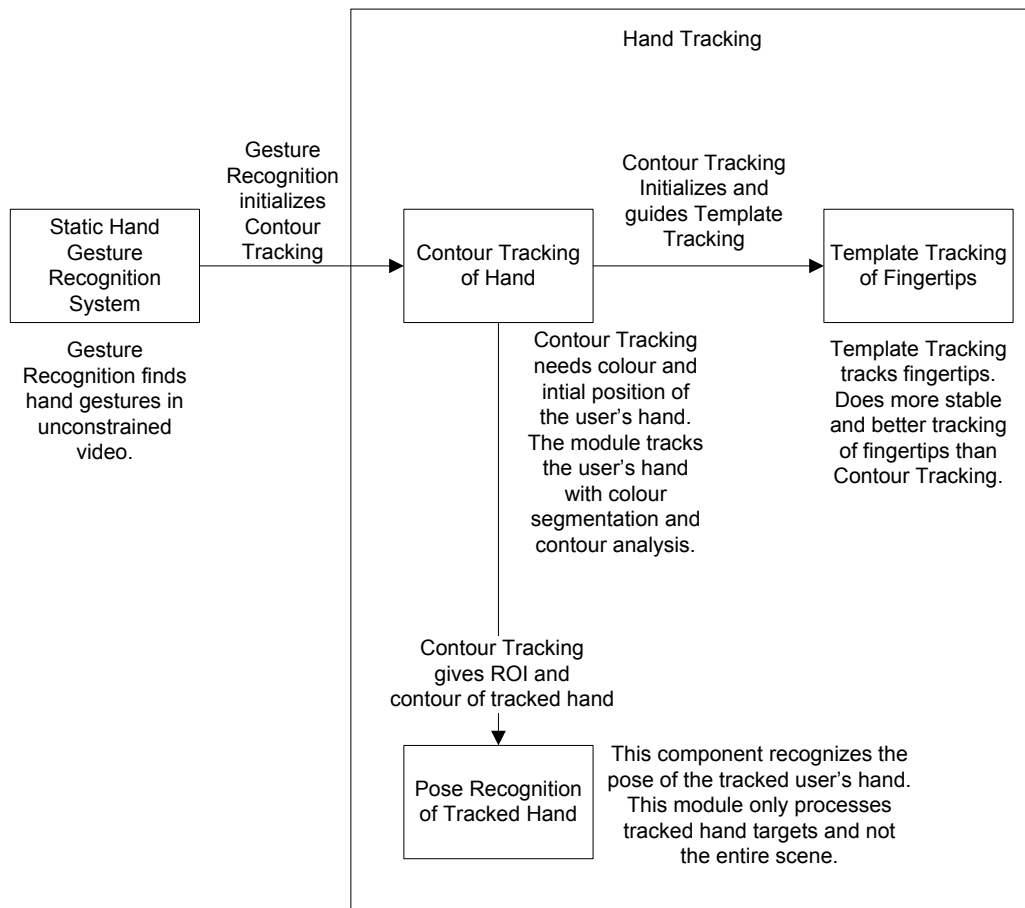 Hand Tracking
Gesture
Recognition
initializes
Contour
Tracking
Contour Tracking
Initializes and
guides Template
Tracking
Static Hand
Gesture
Recognition
System
Contour Tracking
of Hand
Template Tracking
of Fingertips
Gesture
Recognition finds
hand gestures in
unconstrained
video.
Contour Tracking
needs colour and
intial position of
the user's hand.
The module tracks
the user's hand
with colour
segmentation and
contour analysis.
Template Tracking
tracks fingertips.
Does more stable
and better tracking
of fingertips than
Contour Tracking.
Contour Tracking
gives ROI and
contour of tracked hand
Pose Recognition
of Tracked Hand
This component recognizes the
pose of the tracked user's hand.
This module only processes
tracked hand targets and not
the entire scene.